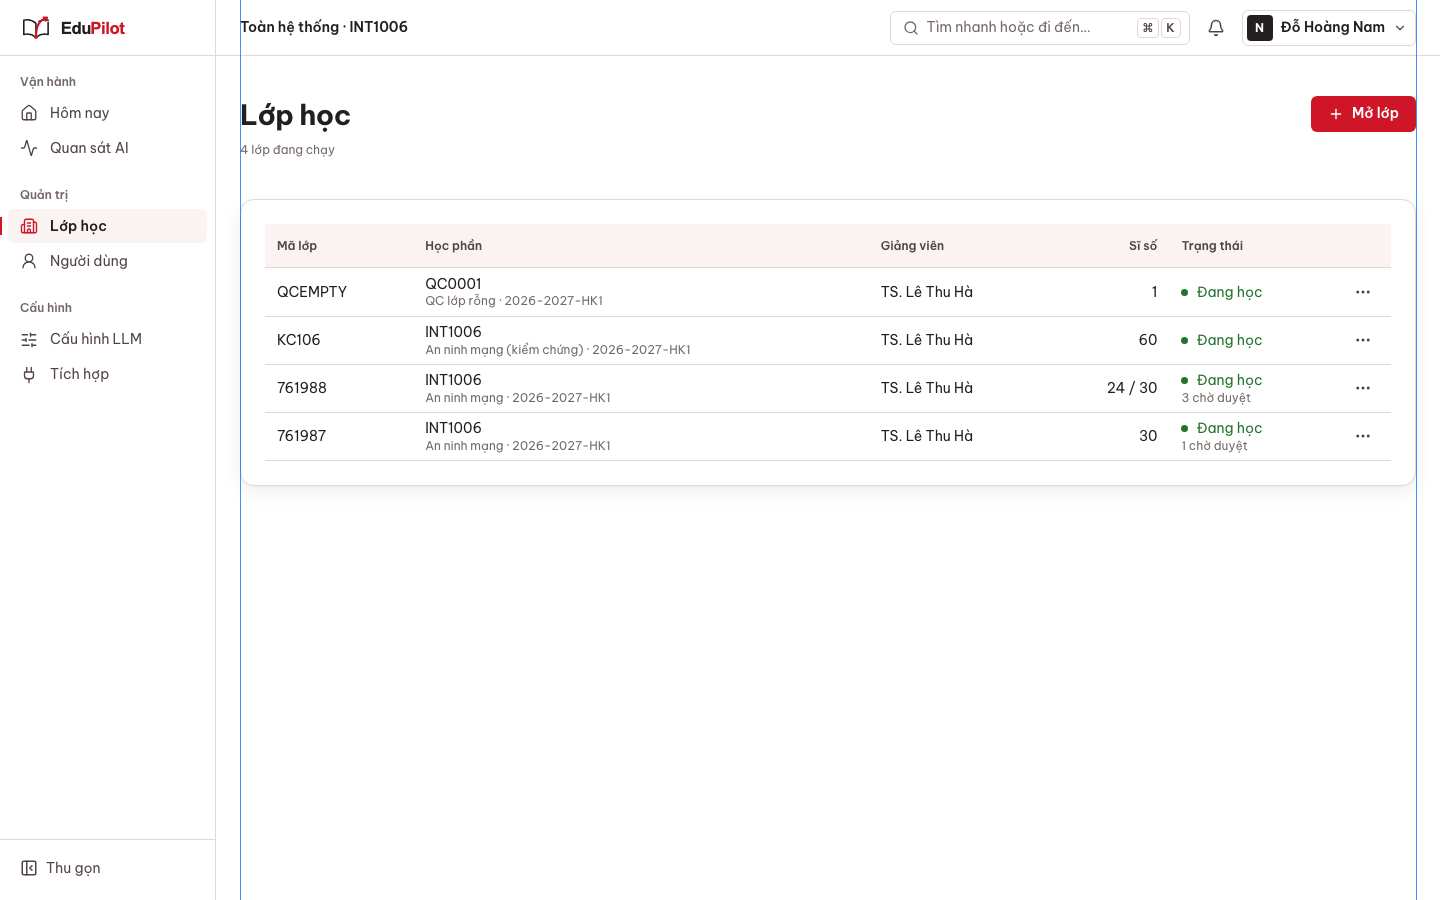 EduPilot
Toàn hệ thống · INT1006
Tìm nhanh hoặc đi đến...
⌘ K
N
Đỗ Hoàng Nam
Vận hành
Hôm nay
Quan sát AI
Quản trị
Lớp học
Người dùng
Cấu hình
Cấu hình LLM
Tích hợp
Thu gọn
Lớp học
4 lớp đang chạy
Mở lớp
Mã lớp Học phần Giảng viên Sĩ số Trạng thái
QCEMPTY QC0001 TS. Lê Thu Hà 1 Đang học
QC lớp rỗng · 2026-2027-HK1
KC106 INT1006 TS. Lê Thu Hà 60 Đang học
An ninh mạng (kiểm chứng) · 2026-2027-HK1
761988 INT1006 TS. Lê Thu Hà 24 / 30 Đang học
An ninh mạng · 2026-2027-HK1 3 chờ duyệt
761987 INT1006 TS. Lê Thu Hà 30 Đang học
An ninh mạng · 2026-2027-HK1 1 chờ duyệt